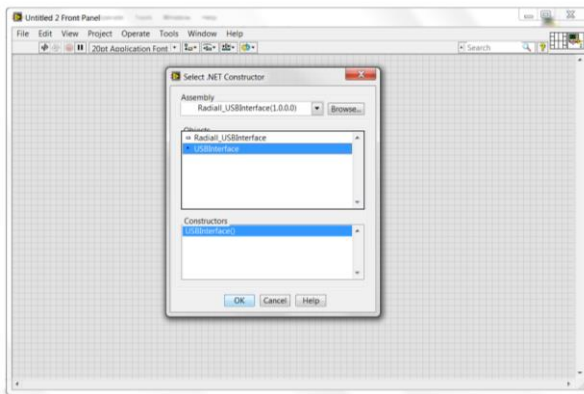 Untitled 2 Front Panel
File Edit View Project Operate Tools Window Help
20pt Application Font
Search
?
Select .NET Constructor
Assembly
Radiall_USBInterface(1.0.0.0)
Browse...
Objects
Radiall_USBInterface
USBInterface
Constructors
USBInterface()
OK Cancel Help